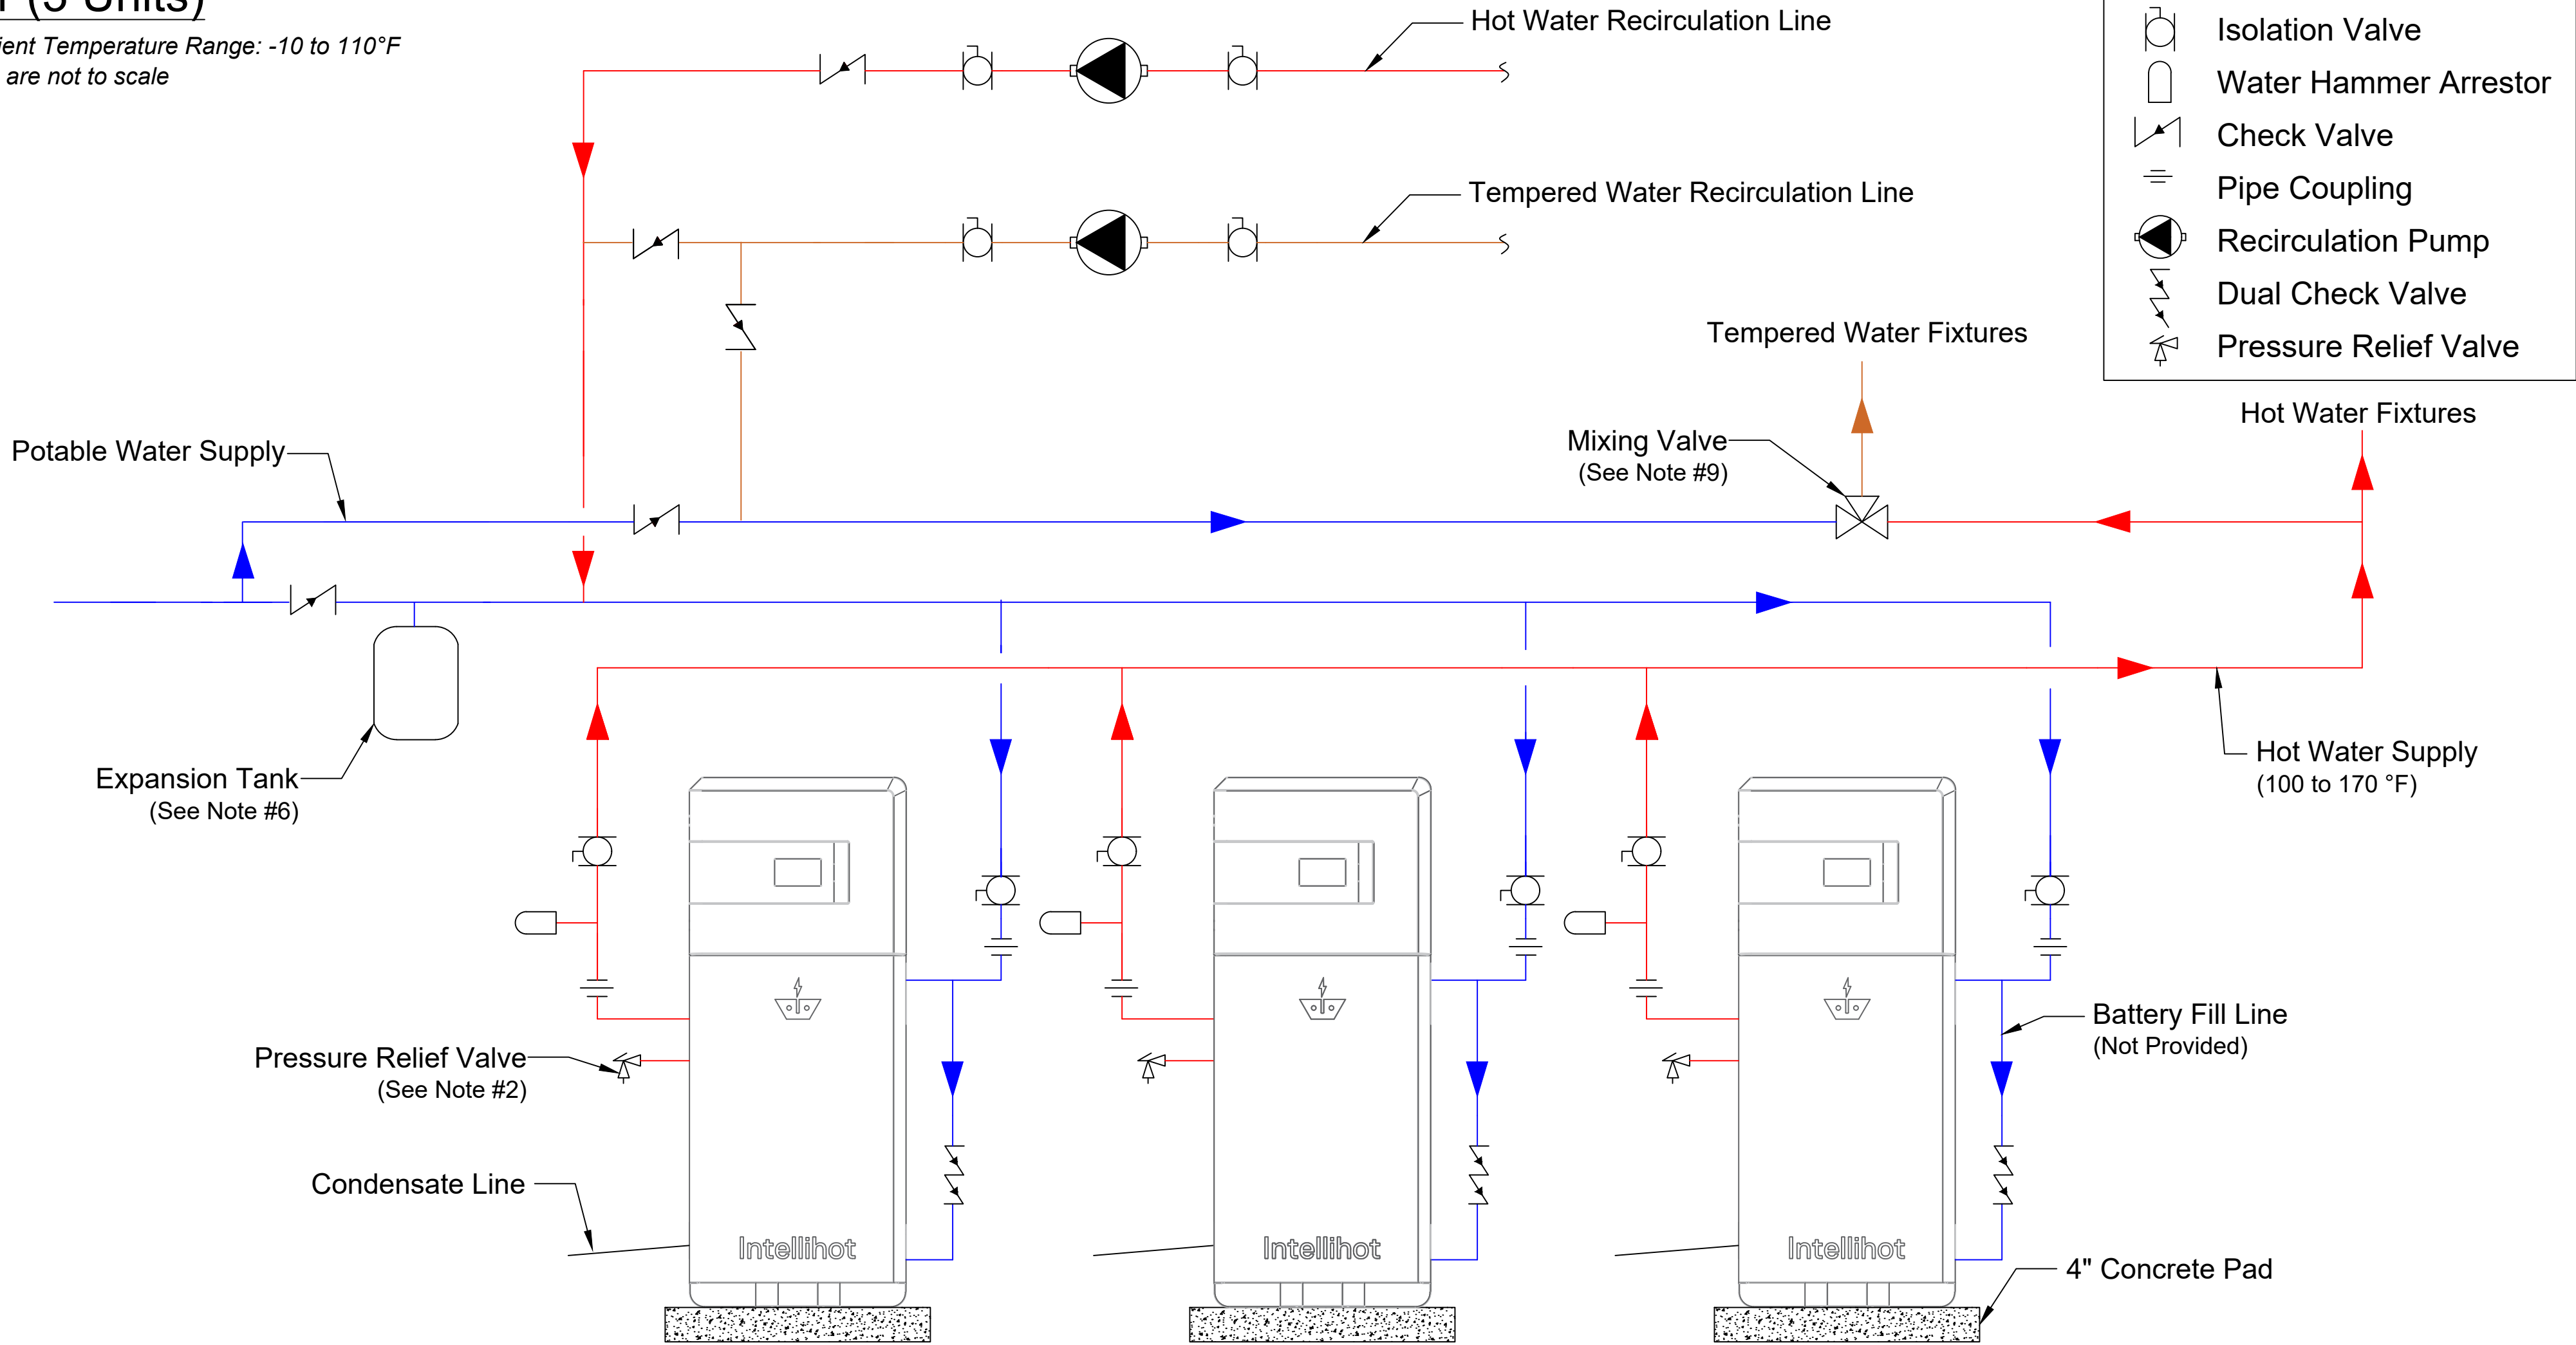 (3 Units)
Temperature Range: -10 to 110°F
are not to scale
Hot Water Recirculation Line
Tempered Water Recirculation Line
Isolation Valve
Water Hammer Arrestor
Check Valve
Pipe Coupling
Recirculation Pump
Dual Check Valve
Pressure Relief Valve
Tempered Water Fixtures
Hot Water Fixtures
Potable Water Supply
Mixing Valve
(See Note #9)
Expansion Tank
(See Note #6)
Hot Water Supply
(100 to 170 °F)
Battery Fill Line
(Not Provided)
Pressure Relief Valve
(See Note #2)
Condensate Line
Intellihot
Intellihot
Intellihot
4" Concrete Pad